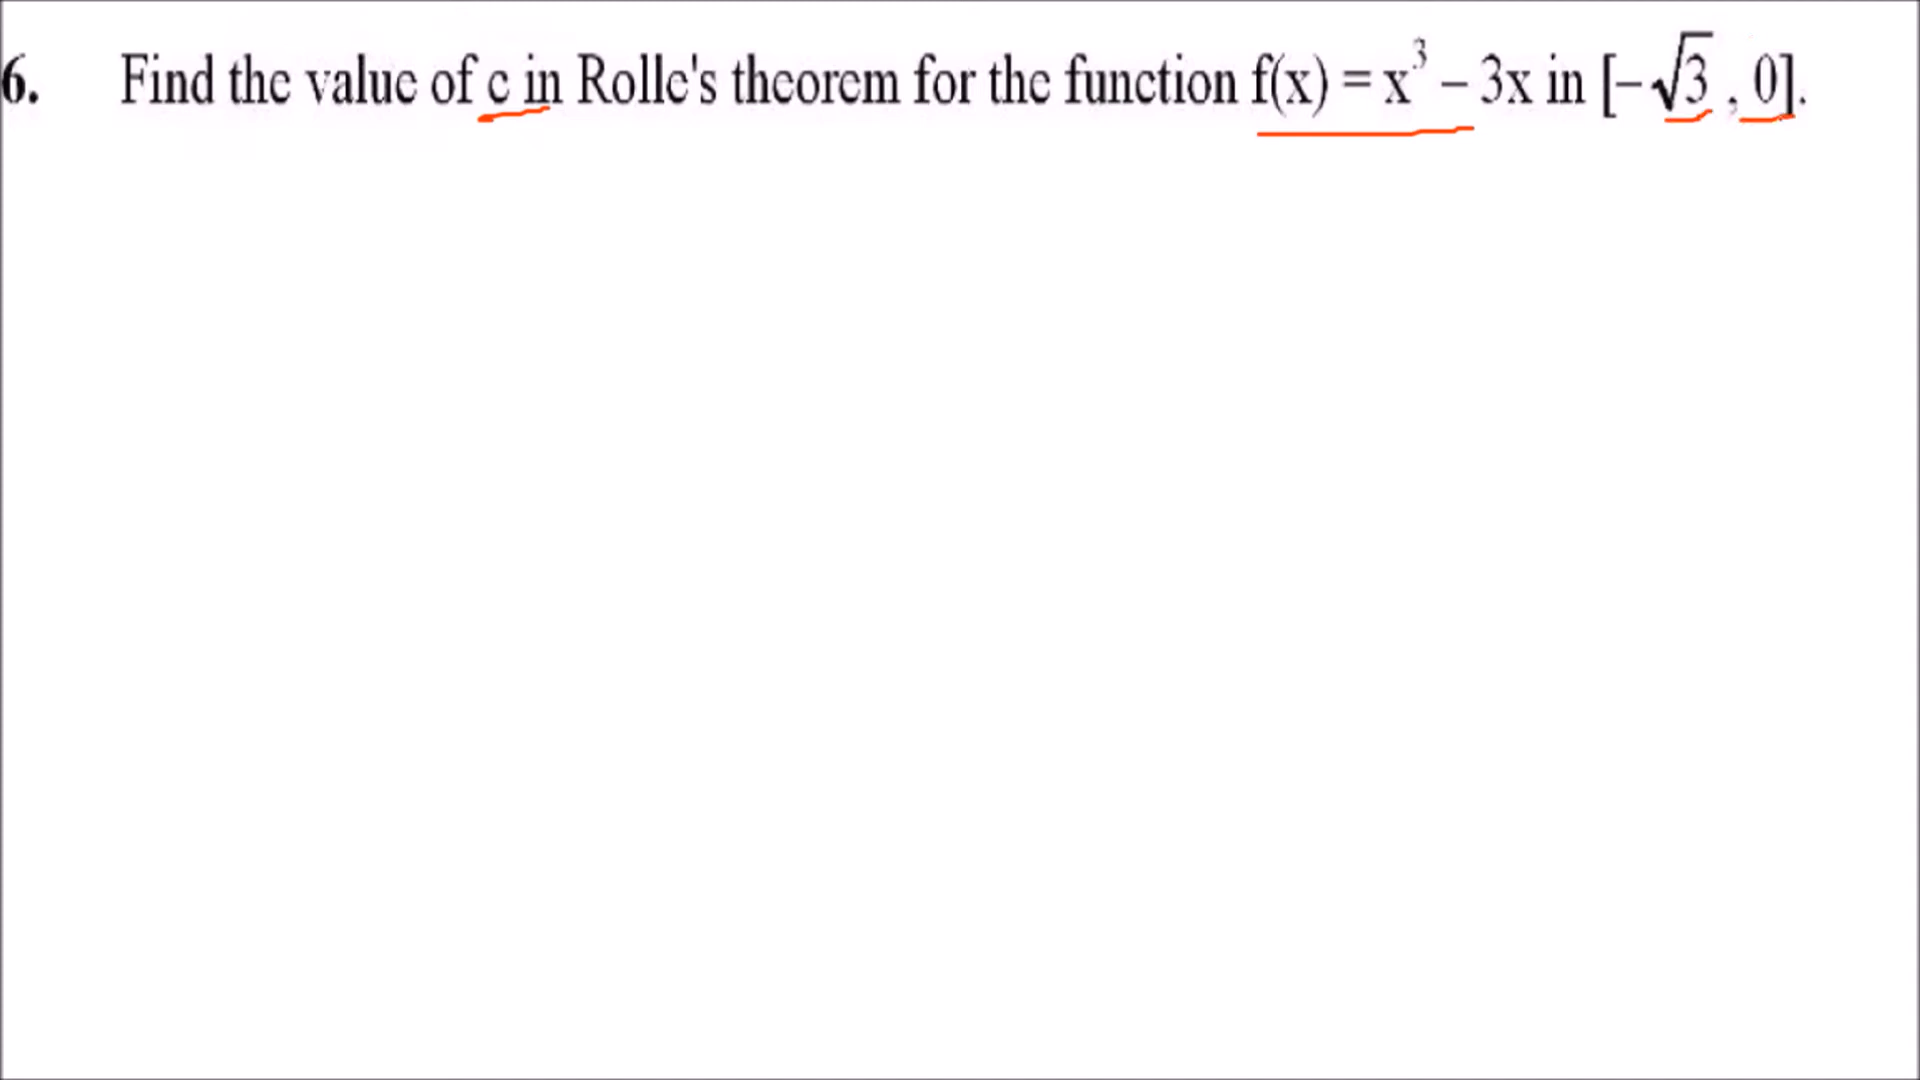 6. Find the value of c in Rolle's theorem for the function f(x) = x³ – 3x in [–√3 , 0].